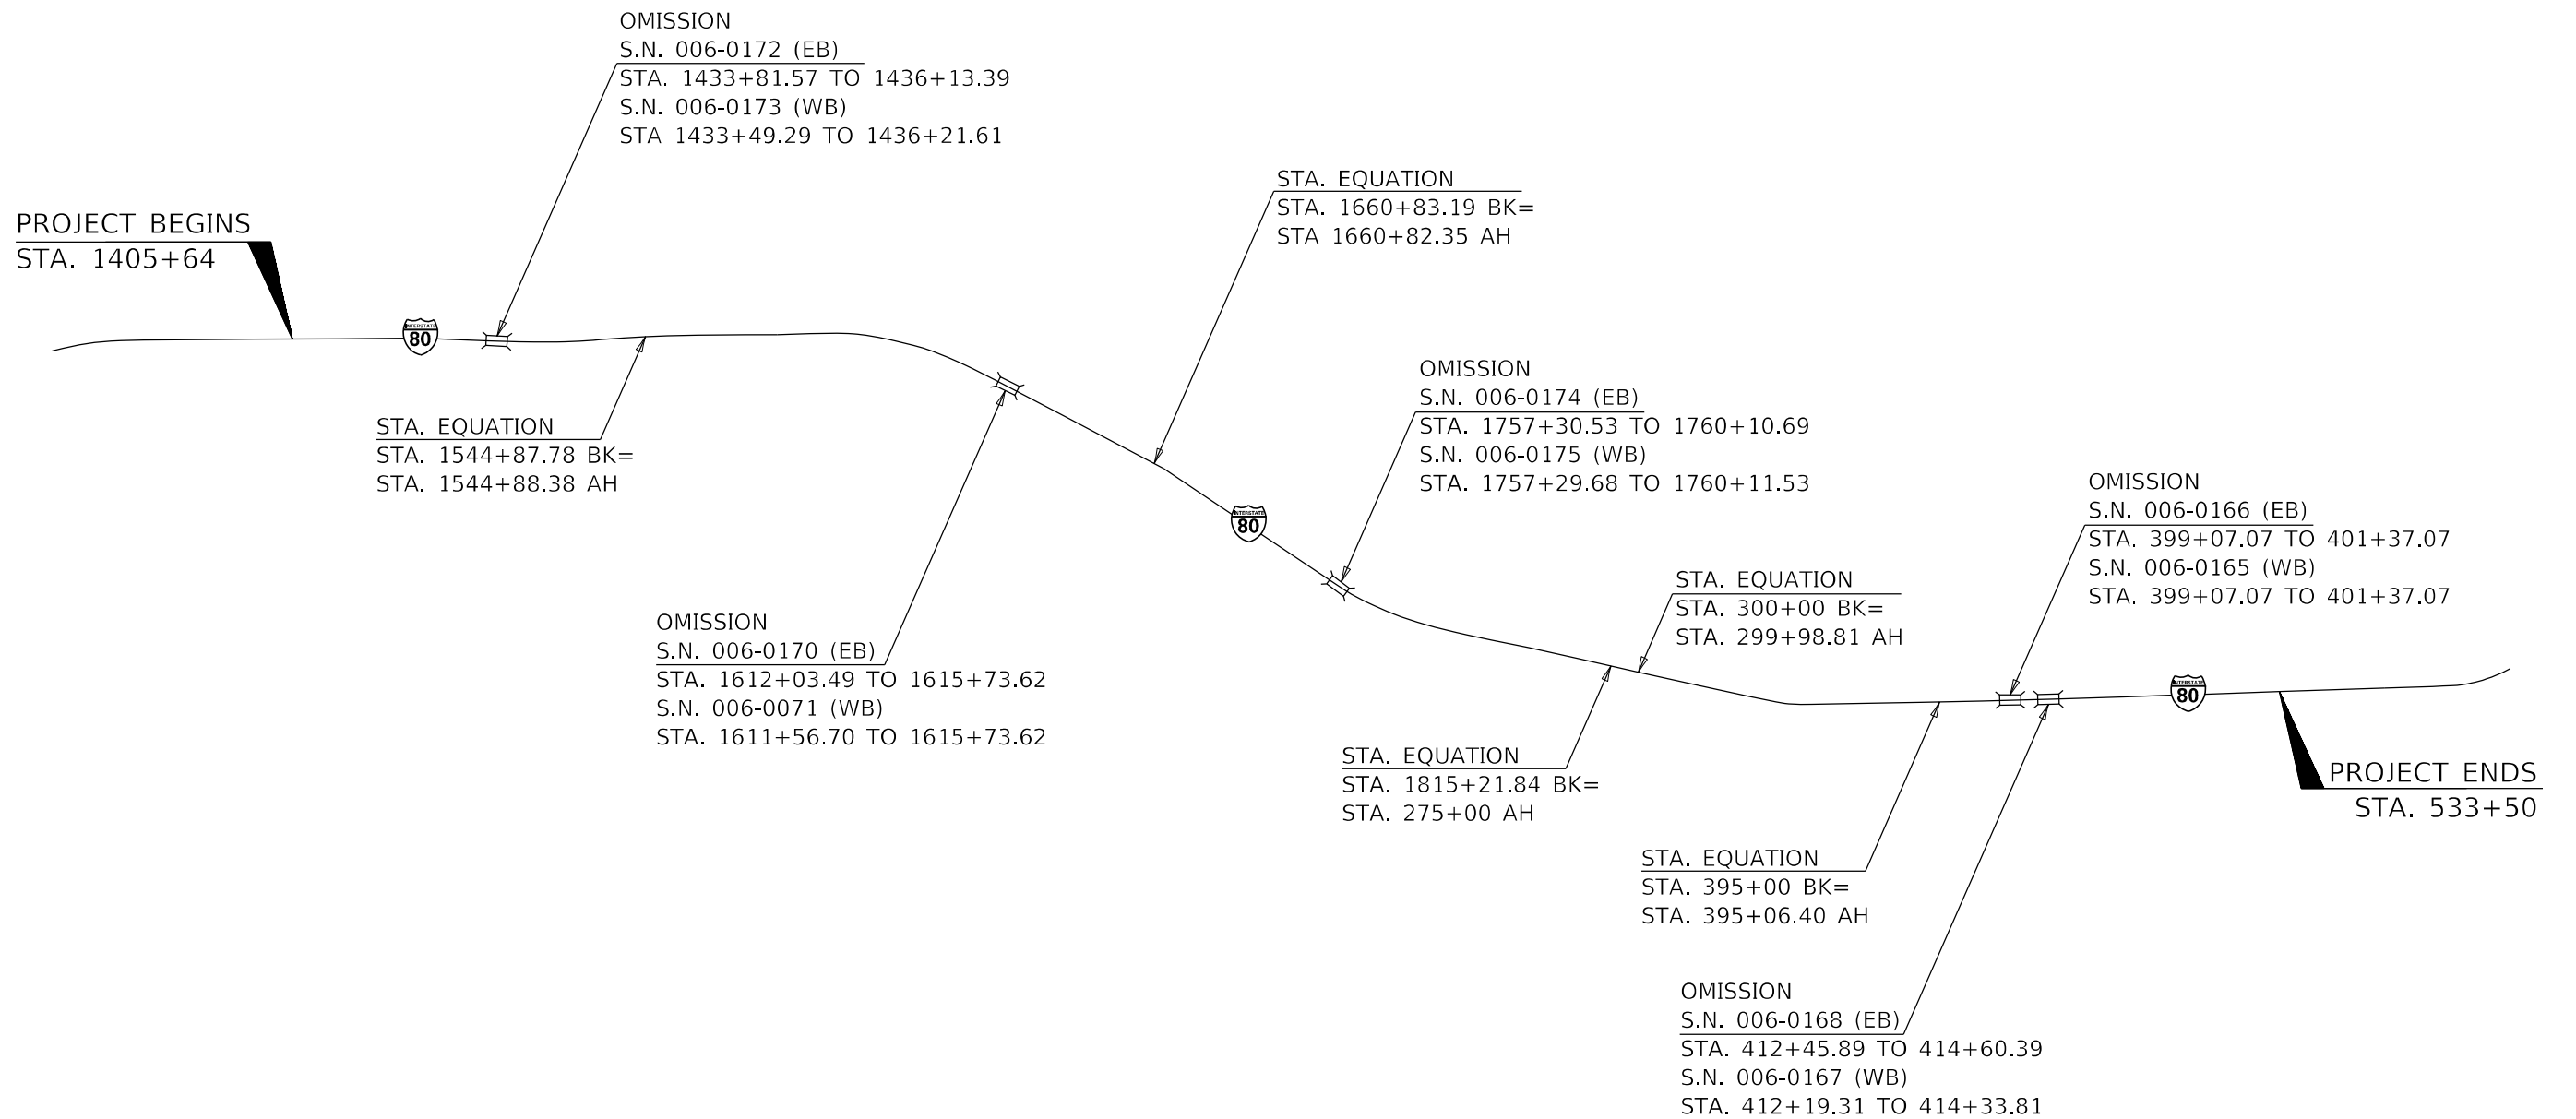 OMISSION
S.N. 006-0172 (EB)
STA. 1433+81.57 TO 1436+13.39
S.N. 006-0173 (WB)
STA 1433+49.29 TO 1436+21.61
STA. EQUATION
STA. 1660+83.19 BK=
STA 1660+82.35 AH
PROJECT BEGINS
STA. 1405+64
INTERSTATE
80
STA. EQUATION
STA. 1544+87.78 BK=
STA. 1544+88.38 AH
OMISSION
S.N. 006-0174 (EB)
STA. 1757+30.53 TO 1760+10.69
S.N. 006-0175 (WB)
STA. 1757+29.68 TO 1760+11.53
INTERSTATE
80
OMISSION
S.N. 006-0166 (EB)
STA. 399+07.07 TO 401+37.07
S.N. 006-0165 (WB)
STA. 399+07.07 TO 401+37.07
STA. EQUATION
STA. 300+00 BK=
STA. 299+98.81 AH
OMISSION
S.N. 006-0170 (EB)
STA. 1612+03.49 TO 1615+73.62
S.N. 006-0071 (WB)
STA. 1611+56.70 TO 1615+73.62
INTERSTATE
80
STA. EQUATION
STA. 1815+21.84 BK=
STA. 275+00 AH
PROJECT ENDS
STA. 533+50
STA. EQUATION
STA. 395+00 BK=
STA. 395+06.40 AH
OMISSION
S.N. 006-0168 (EB)
STA. 412+45.89 TO 414+60.39
S.N. 006-0167 (WB)
STA. 412+19.31 TO 414+33.81